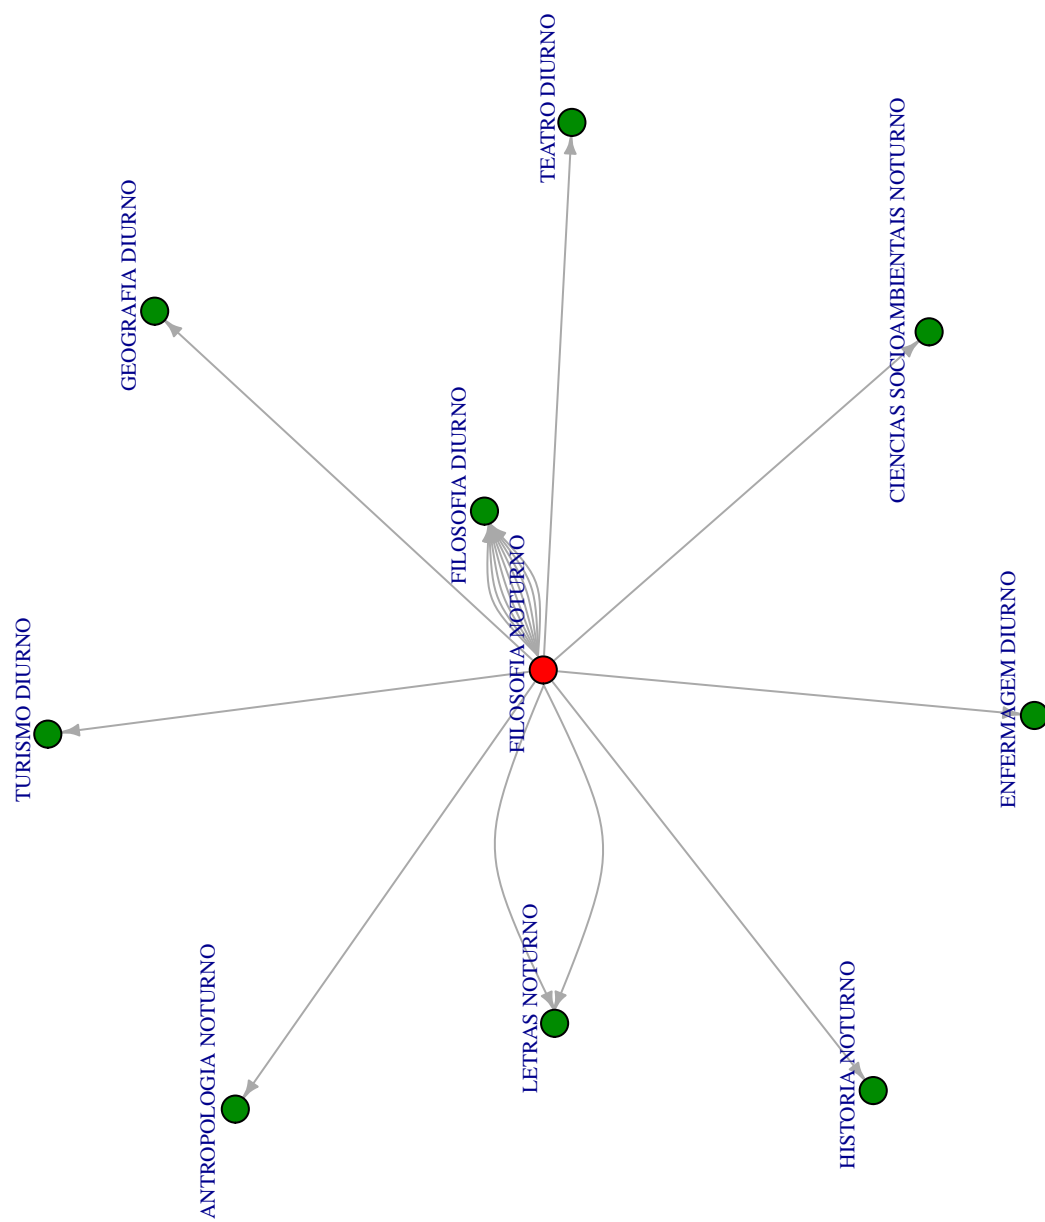 TEATRO DIURNO
CIENCIAS SOCIOAMBIENTAIS NOTURNO
GEOGRAFIA DIURNO
FILOSOFIA DIURNO
FILOSOFIA NOTURNO
ENFERMAGEM DIURNO
TURISMO DIURNO
LETRAS NOTURNO
ANTROPOLOGIA NOTURNO
HISTORIA NOTURNO